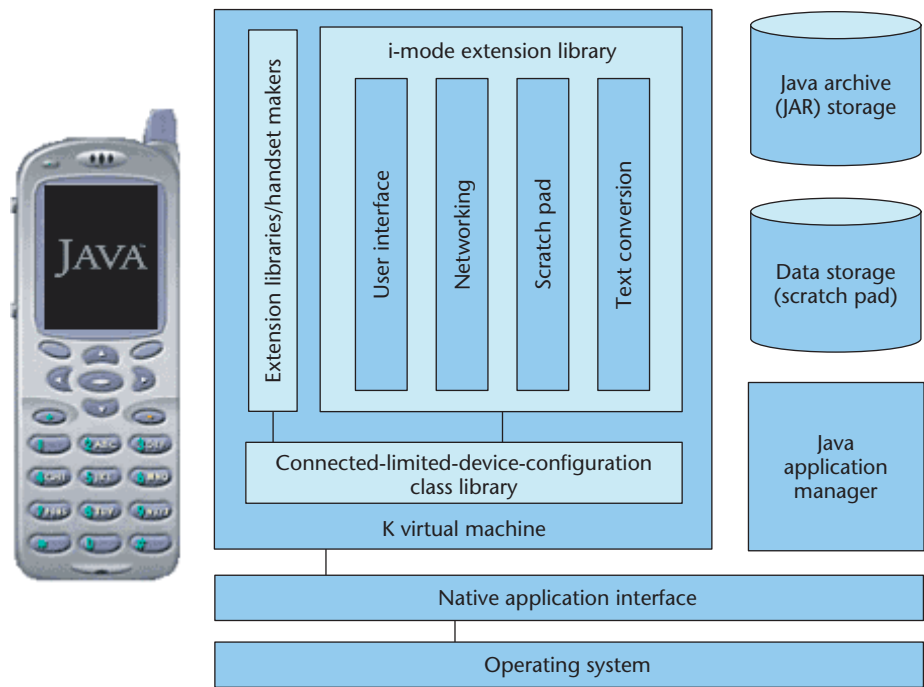 JAVA™
Extension libraries/handset makers
i-mode extension library
User interface
Networking
Scratch pad
Text conversion
Connected-limited-device-configuration
class library
K virtual machine
Java archive
(JAR) storage
Data storage
(scratch pad)
Java
application
manager
Native application interface
Operating system